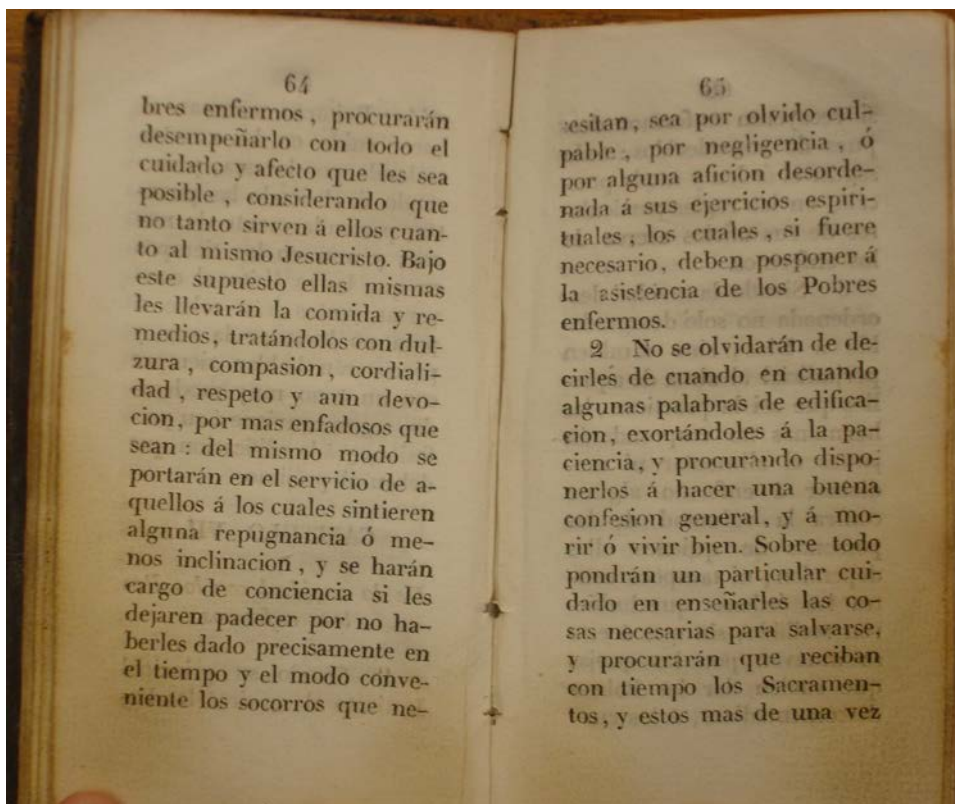 64
bres enfermos, procurarán
desempeñarlo con todo el
cuidado y afecto que les sea
posible, considerando que
no tanto sirven á ellos cuan-
to al mismo Jesucristo. Bajo
este supuesto ellas mismas
les llevarán la comida y re-
medios, tratándolos con dul-
zura, compasion, cordiali-
dad, respeto y aun devo-
cion, por mas enfadosos que
sean: del mismo modo se
portarán en el servicio de a-
quellos á los cuales sintieren
alguna repugnancia ó me-
nos inclinacion, y se harán
cargo de conciencia si les
dejaren padecer por no ha-
berles dado precisamente en
el tiempo y el modo conve-
niente los socorros que ne-
65
cesitan, sea por olvido cul-
pable, por negligencia, ó
por alguna aficion desorde-
nada á sus ejercicios espiri-
tuales, los cuales, si fuere
necesario, deben posponer á
la asistencia de los Pobres
enfermos.
2 No se olvidarán de de-
cirles de cuando en cuando
algunas palabras de edifica-
cion, exortándoles á la pa-
ciencia, y procurando dispo-
nerlos á hacer una buena
confesion general, y á mo-
rir ó vivir bien. Sobre todo
pondrán un particular cui-
dado en enseñarles las co-
sas necesarias para salvarse,
y procurarán que reciban
con tiempo los Sacramen-
tos, y estos mas de una vez